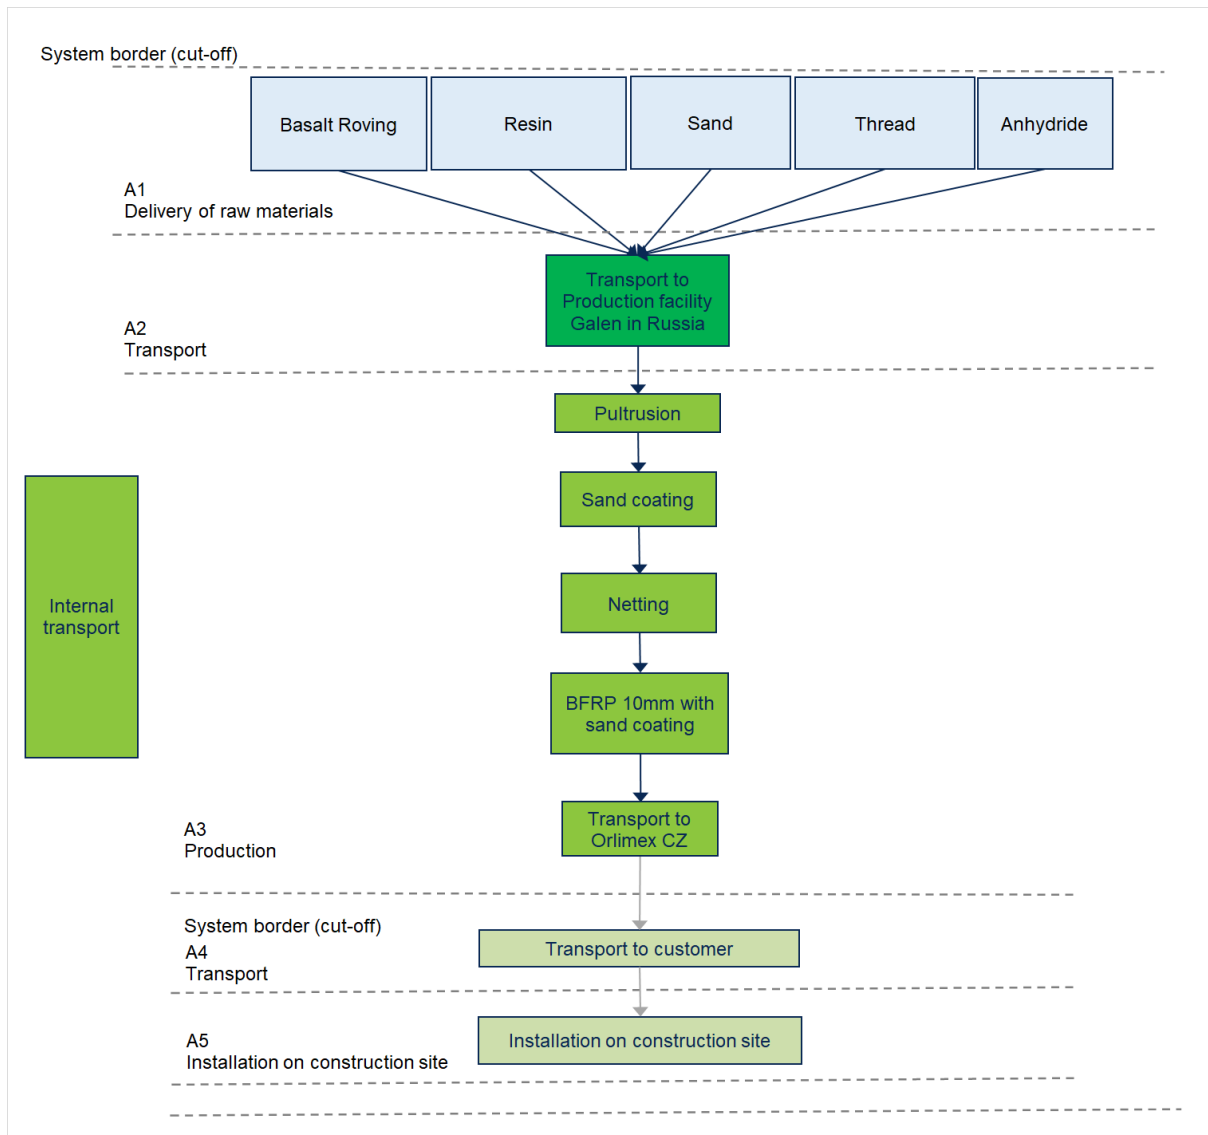 System border (cut-off)
Basalt Roving
Resin
Sand
Thread
Anhydride
A1
Delivery of raw materials
Transport to
Production facility
Galen in Russia
A2
Transport
Pultrusion
Sand coating
Internal
transport
Netting
BFRP 10mm with
sand coating
Transport to
Orlimex CZ
A3
Production
System border (cut-off)
A4
Transport
Transport to customer
A5
Installation on construction site
Installation on construction site